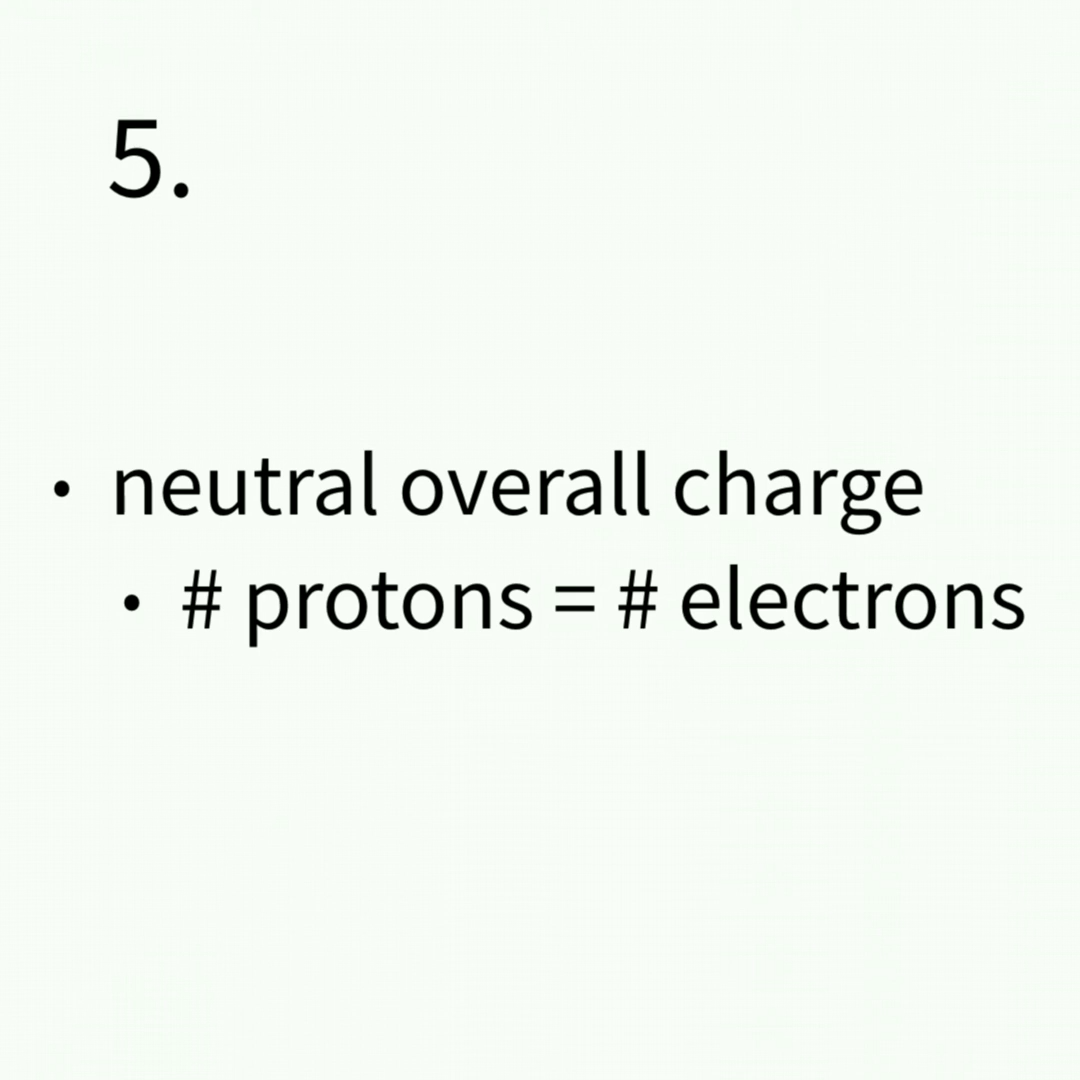 5.
• neutral overall charge
• # protons = # electrons